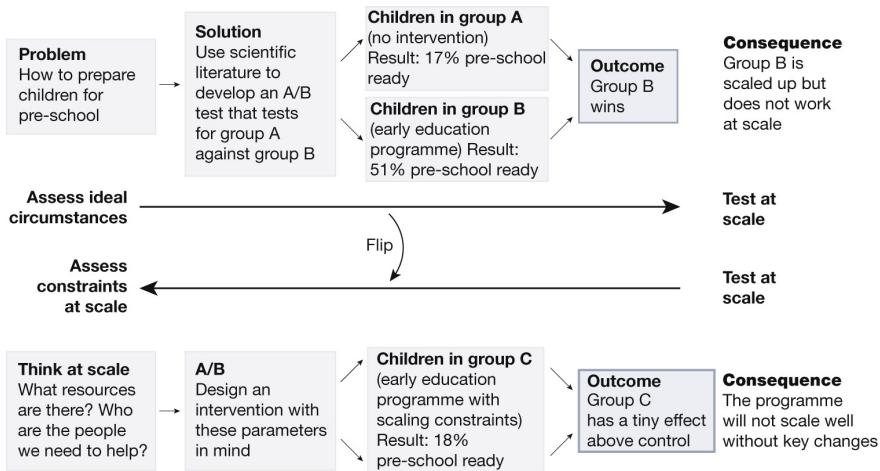 Problem
How to prepare
children for
pre-school
Solution
Use scientific
literature to
develop an A/B
test that tests
for group A
against group B
Children in group A
(no intervention)
Result: 17% pre-school
ready
Children in group B
(early education
programme) Result:
51% pre-school ready
Outcome
Group B
wins
Consequence
Group B is
scaled up but
does not work
at scale
Assess ideal
circumstances
Test at
scale
Flip
Assess
constraints
at scale
Test at
scale
Think at scale
What resources
are there? Who
are the people
we need to help?
A/B
Design an
intervention with
these parameters
in mind
Children in group C
(early education
programme with
scaling constraints)
Result: 18%
pre-school ready
Outcome
Group C
has a tiny effect
above control
Consequence
The programme
will not scale well
without key changes